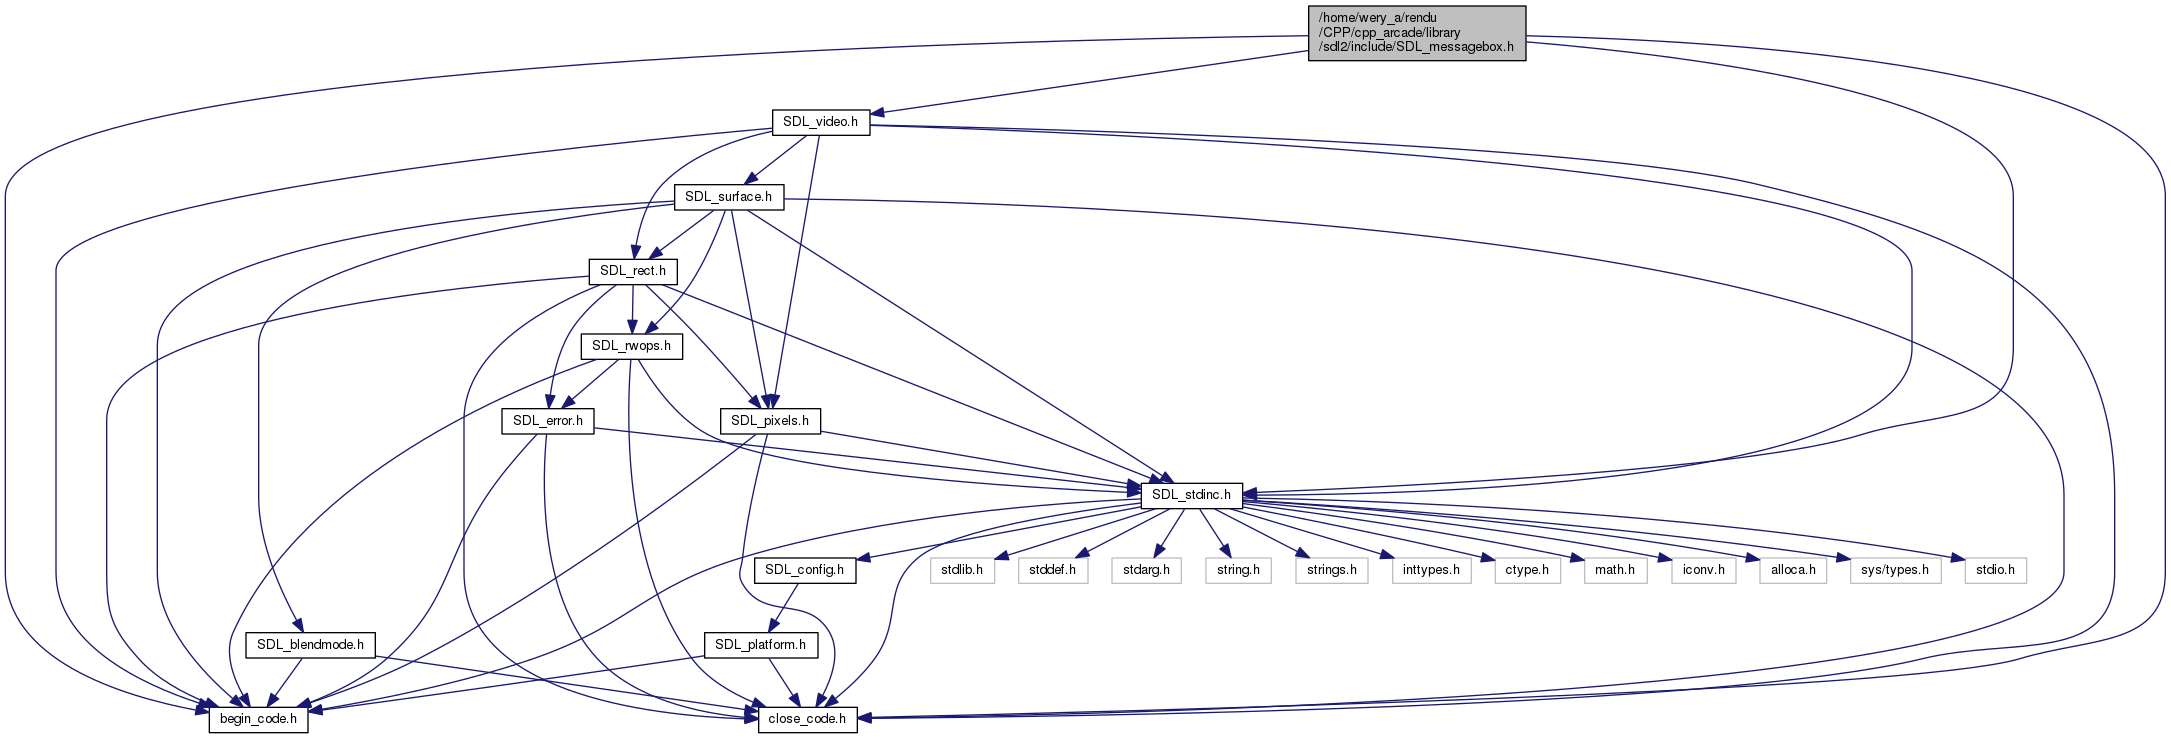 /home/wery_a/rendu
/CPP/cpp_arcade/library
/sdl2/include/SDL_messagebox.h
SDL_video.h
SDL_surface.h
SDL_rect.h
SDL_rwops.h
SDL_error.h
SDL_pixels.h
SDL_stdinc.h
SDL_config.h
stdlib.h
stddef.h
stdarg.h
string.h
strings.h
inttypes.h
ctype.h
math.h
iconv.h
alloca.h
sys/types.h
stdio.h
SDL_blendmode.h
SDL_platform.h
begin_code.h
close_code.h